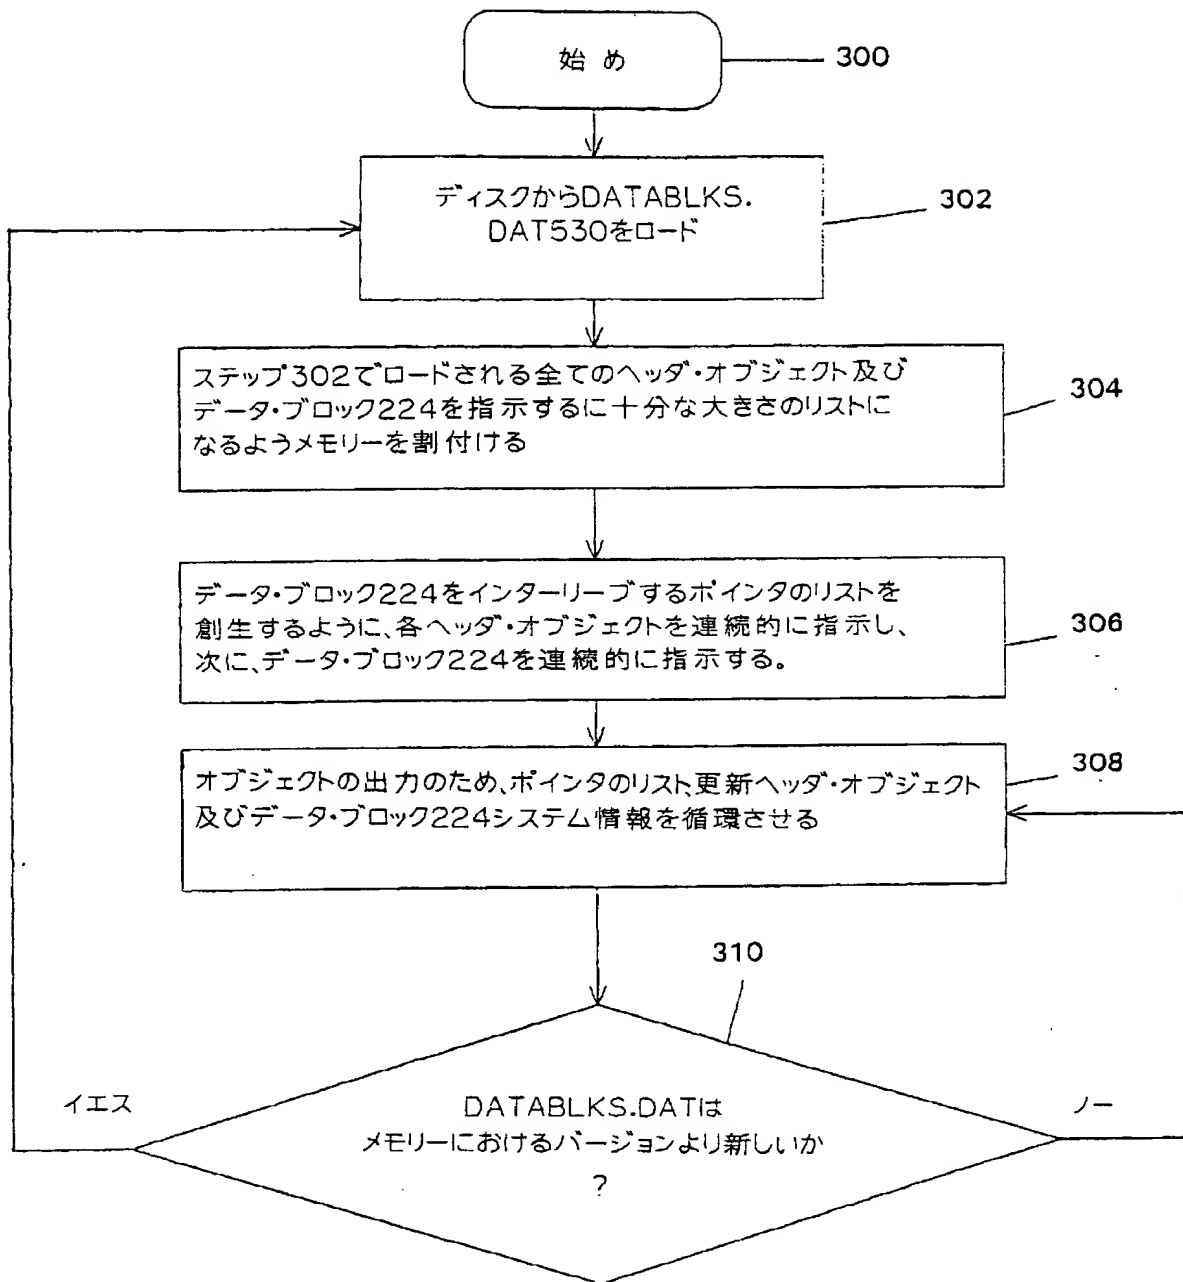 始め
300
ディスクからDATABLKS.
DAT530をロード
302
ステップ302でロードされる全てのヘッダ・オブジェクト及び
データ・ブロック224を指示するに十分な大きさのリストに
なるようメモリーを割付ける
304
データ・ブロック224をインターリーブするポインタのリストを
創生するように、各ヘッダ・オブジェクトを連続的に指示し、
次に、データ・ブロック224を連続的に指示する。
306
オブジェクトの出力のため、ポインタのリスト、更新ヘッダ・オブジェクト
及びデータ・ブロック224システム情報を循環させる
308
310
イエス
DATABLKS.DATは
メモリーにおけるバージョンより新しいか
?
ノー